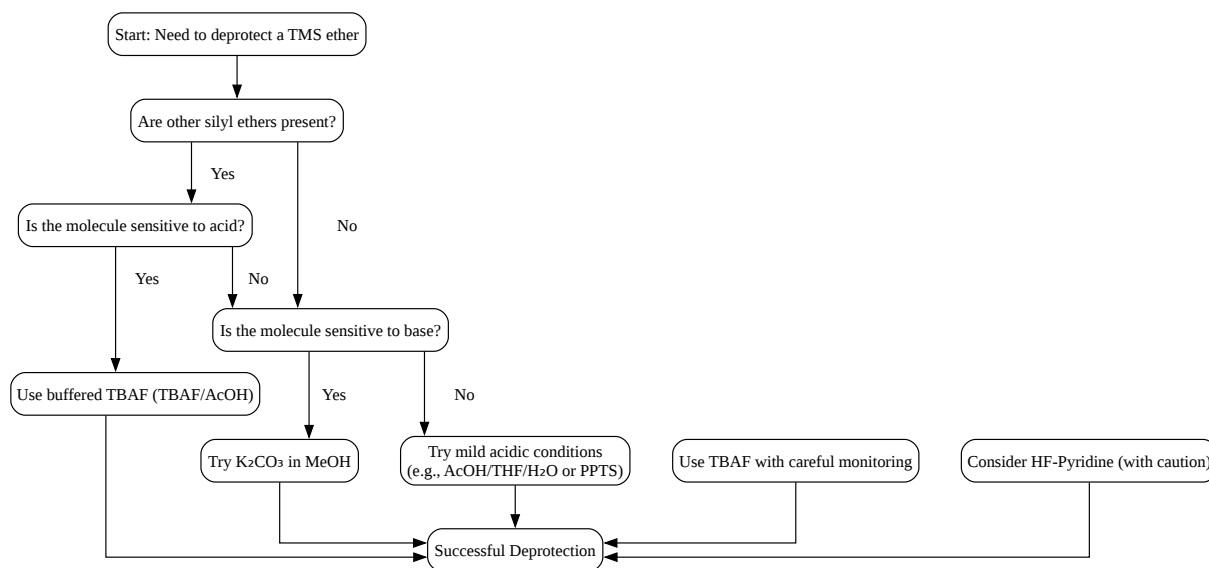 Start: Need to deprotect a TMS ether
Are other silyl ethers present?
Yes
Is the molecule sensitive to acid?
No
Yes
No
Is the molecule sensitive to base?
Use buffered TBAF (TBAF/AcOH)
Yes
No
Try K₂CO₃ in MeOH
Try mild acidic conditions
(e.g., AcOH/THF/H₂O or PPTS)
Use TBAF with careful monitoring
Consider HF-Pyridine (with caution)
Successful Deprotection